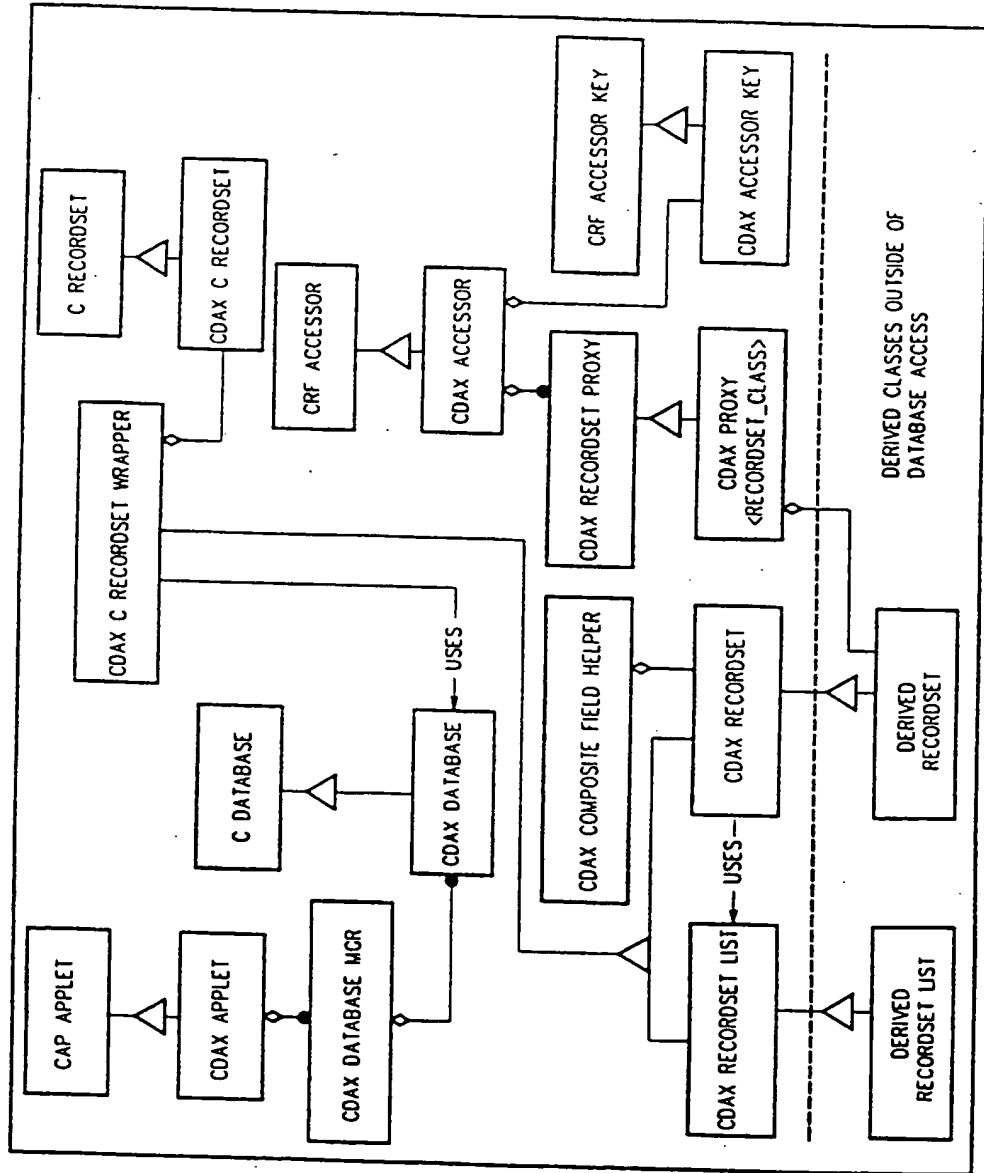 CAP APPLET
CDAX APPLET
CDAX DATABASE MGR
C DATABASE
CDAX DATABASE
USES
CDAX C RECORDSET WRAPPER
C RECORDSET
CDAX C RECORDSET
CRF ACCESSOR
CDAX ACCESSOR
CRF ACCESSOR KEY
CDAX ACCESSOR KEY
CDAX RECORDSET PROXY
CDAX PROXY
<RECORDSET_CLASS>
CDAX COMPOSITE FIELD HELPER
CDAX RECORDSET
USES
CDAX RECORDSET LIST
DERIVED
RECORDSET LIST
DERIVED
RECORDSET
DERIVED CLASSES OUTSIDE OF
DATABASE ACCESS